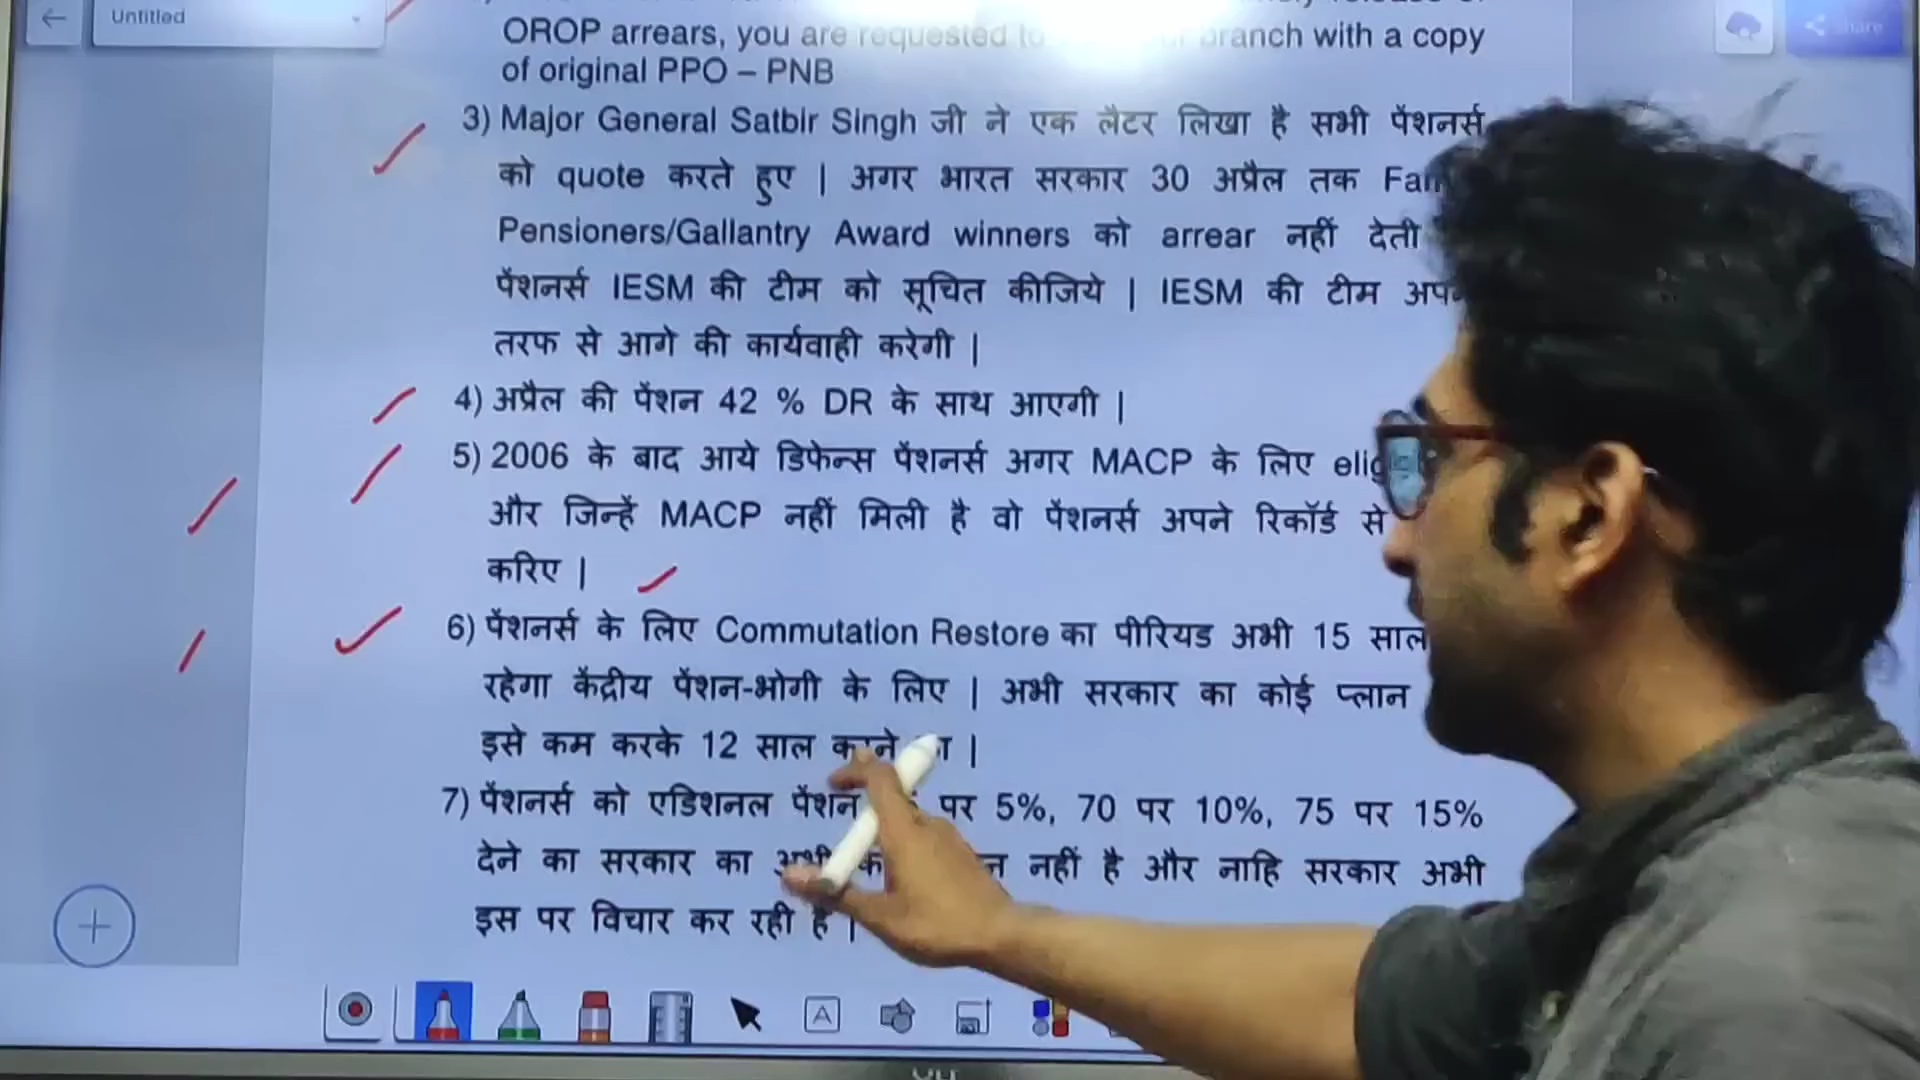 Untitled
Share
OROP arrears, you are requested to branch with a copy
of original PPO – PNB
3) Major General Satbir Singh जी ने एक लैटर लिखा है सभी पेंशनर्स
को quote करते हुए | अगर भारत सरकार 30 अप्रैल तक
Pensioners/Gallantry Award winners को arrear नहीं देती
पेंशनर्स IESM की टीम को सूचित कीजिये | IESM की टीम
तरफ से आगे की कार्यवाही करेगी |
4) अप्रैल की पेंशन 42 % DR के साथ आएगी |
5) 2006 के बाद आये डिफेन्स पेंशनर्स अगर MACP के लिए
और जिन्हें MACP नहीं मिली है वो पेंशनर्स अपने रिकॉर्ड से
करिए |
6) पेंशनर्स के लिए Commutation Restore का पीरियड अभी 15 साल
रहेगा केंद्रीय पेंशन-भोगी के लिए | अभी सरकार का कोई प्लान
इसे कम करके 12 साल करने का |
7) पेंशनर्स को एडिशनल पेंशन पर 5%, 70 पर 10%, 75 पर 15%
देने का सरकार का अभी नहीं है और नाहि सरकार अभी
इस पर विचार कर रही है |
A